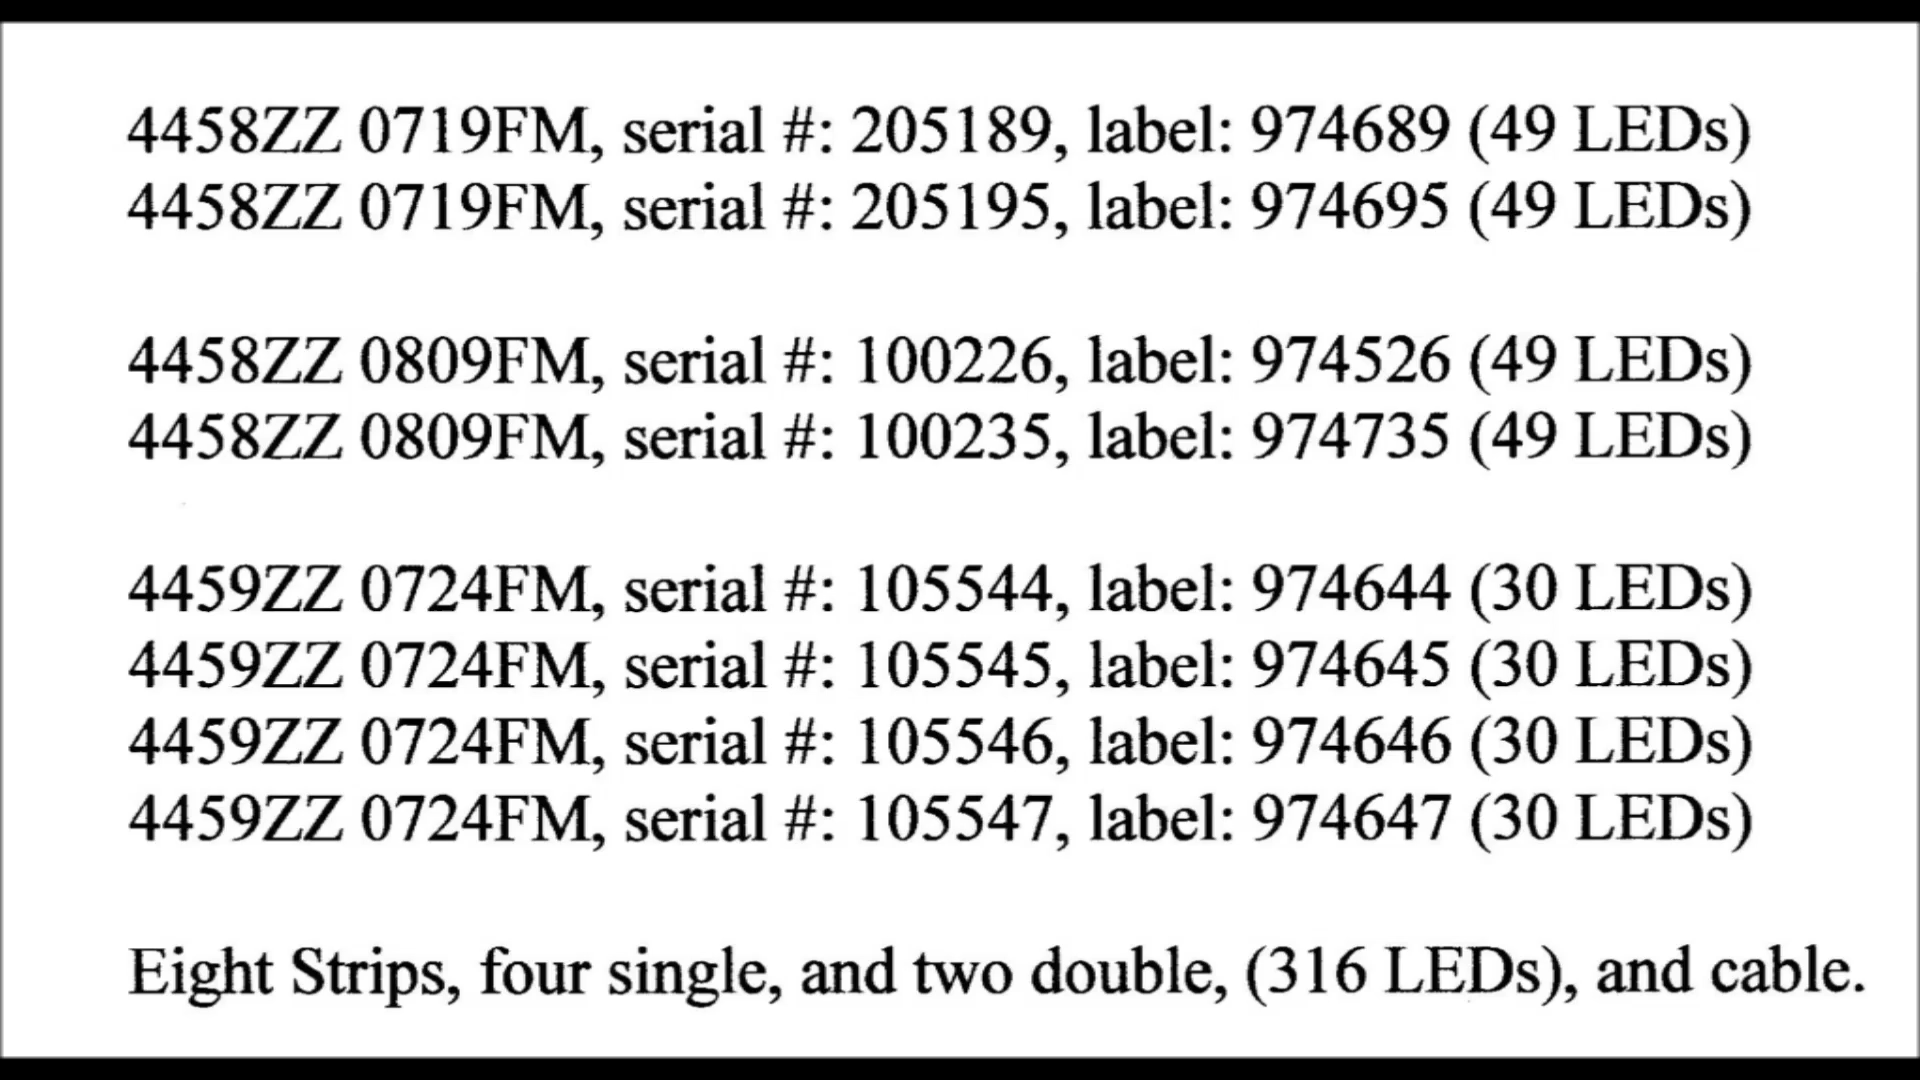 4458ZZ 0719FM, serial #: 205189, label: 974689 (49 LEDs)
4458ZZ 0719FM, serial #: 205195, label: 974695 (49 LEDs)
4458ZZ 0809FM, serial #: 100226, label: 974526 (49 LEDs)
4458ZZ 0809FM, serial #: 100235, label: 974735 (49 LEDs)
4459ZZ 0724FM, serial #: 105544, label: 974644 (30 LEDs)
4459ZZ 0724FM, serial #: 105545, label: 974645 (30 LEDs)
4459ZZ 0724FM, serial #: 105546, label: 974646 (30 LEDs)
4459ZZ 0724FM, serial #: 105547, label: 974647 (30 LEDs)
Eight Strips, four single, and two double, (316 LEDs), and cable.